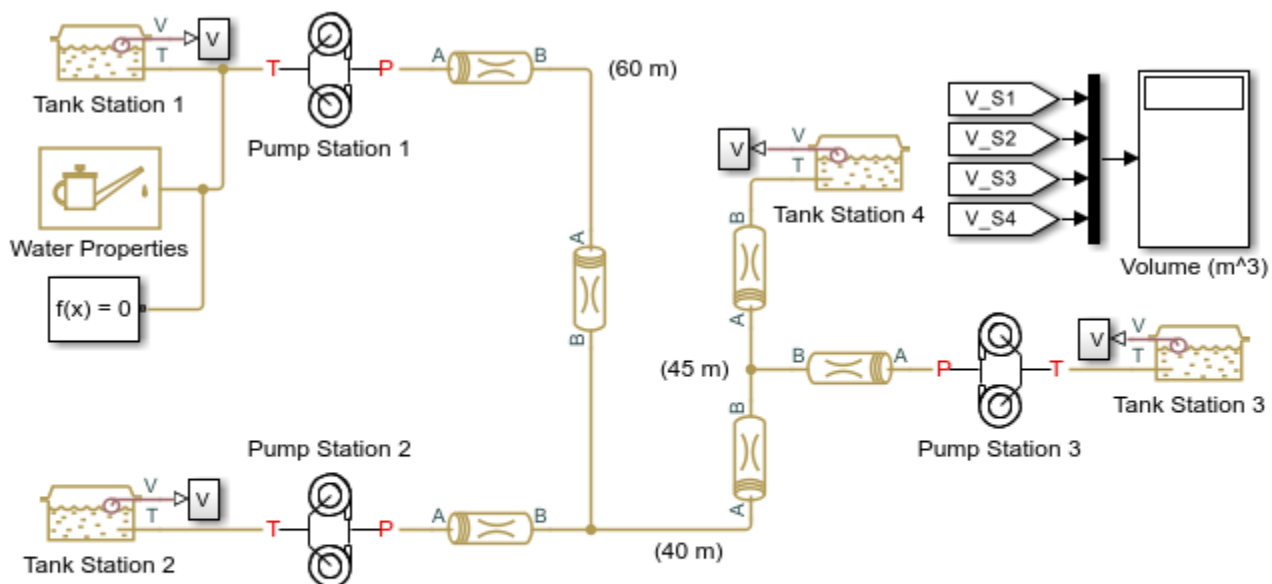 V
T
V
Tank Station 1
T
P
Pump Station 1
A
B
(60 m)
Water Properties
f(x) = 0
A
B
V_S1
V_S2
V_S3
V_S4
Volume (m^3)
V
V
T
Tank Station 4
B
A
(45 m)
B
A
P
T
Pump Station 3
V
V
T
Tank Station 3
B
A
(40 m)
Pump Station 2
V
T
V
Tank Station 2
T
P
A
B